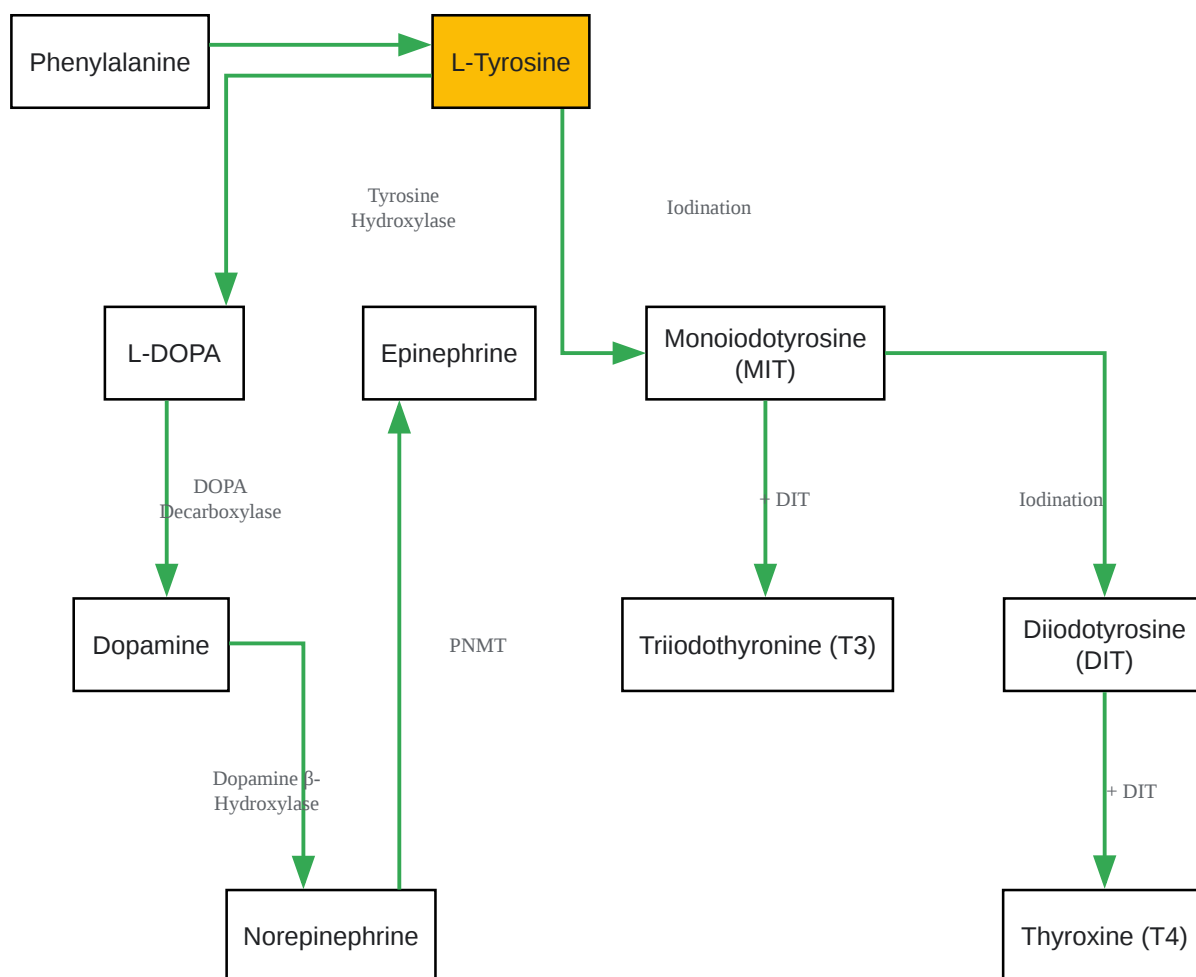 Phenylalanine
L-Tyrosine
Tyrosine
Hydroxylase
Iodination
L-DOPA
Epinephrine
Monoiodotyrosine
(MIT)
DOPA
Decarboxylase
+ DIT
Iodination
Dopamine
PNMT
Triiodothyronine (T3)
Diiodotyrosine
(DIT)
Dopamine β-
Hydroxylase
+ DIT
Norepinephrine
Thyroxine (T4)